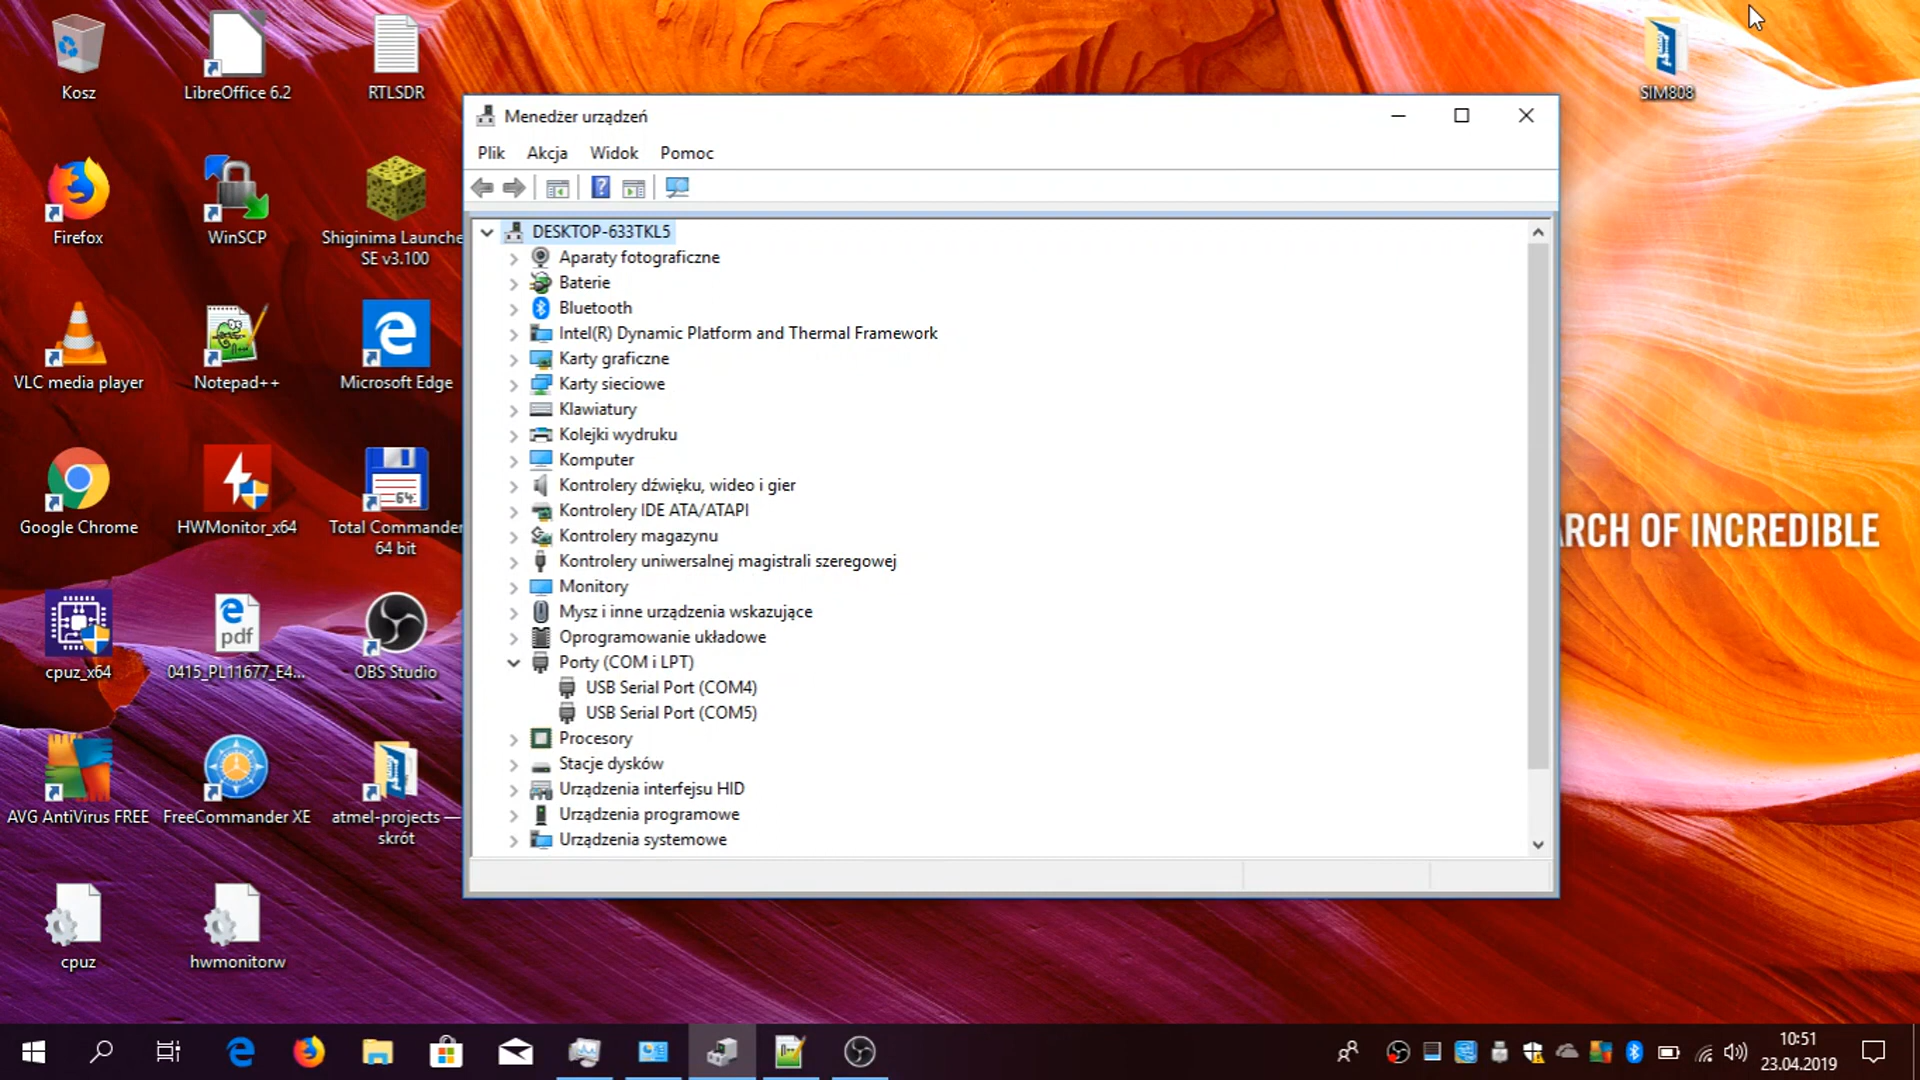 Kosz
LibreOffice 6.2
RTLSDR
Firefox
WinSCP
Shiginima Launche
SE v3.100
VLC media player
Notepad++
Microsoft Edge
Google Chrome
HWMonitor_x64
Total Commander
64 bit
64
cpuz_x64
pdf
0415_PL11677_E4...
OBS Studio
AVG AntiVirus FREE
FreeCommander XE
atmel-projects —
skrót
cpuz
hwmonitorw
SIM808
Menedżer urządzeń
Plik Akcja Widok Pomoc
DESKTOP-633TKL5
Aparaty fotograficzne
Baterie
Bluetooth
Intel(R) Dynamic Platform and Thermal Framework
Karty graficzne
Karty sieciowe
Klawiatury
Kolejki wydruku
Komputer
Kontrolery dźwięku, wideo i gier
Kontrolery IDE ATA/ATAPI
Kontrolery magazynu
Kontrolery uniwersalnej magistrali szeregowej
Monitory
Mysz i inne urządzenia wskazujące
Oprogramowanie układowe
Porty (COM i LPT)
USB Serial Port (COM4)
USB Serial Port (COM5)
Procesory
Stacje dysków
Urządzenia interfejsu HID
Urządzenia programowe
Urządzenia systemowe
ARCH OF INCREDIBLE
10:51
23.04.2019